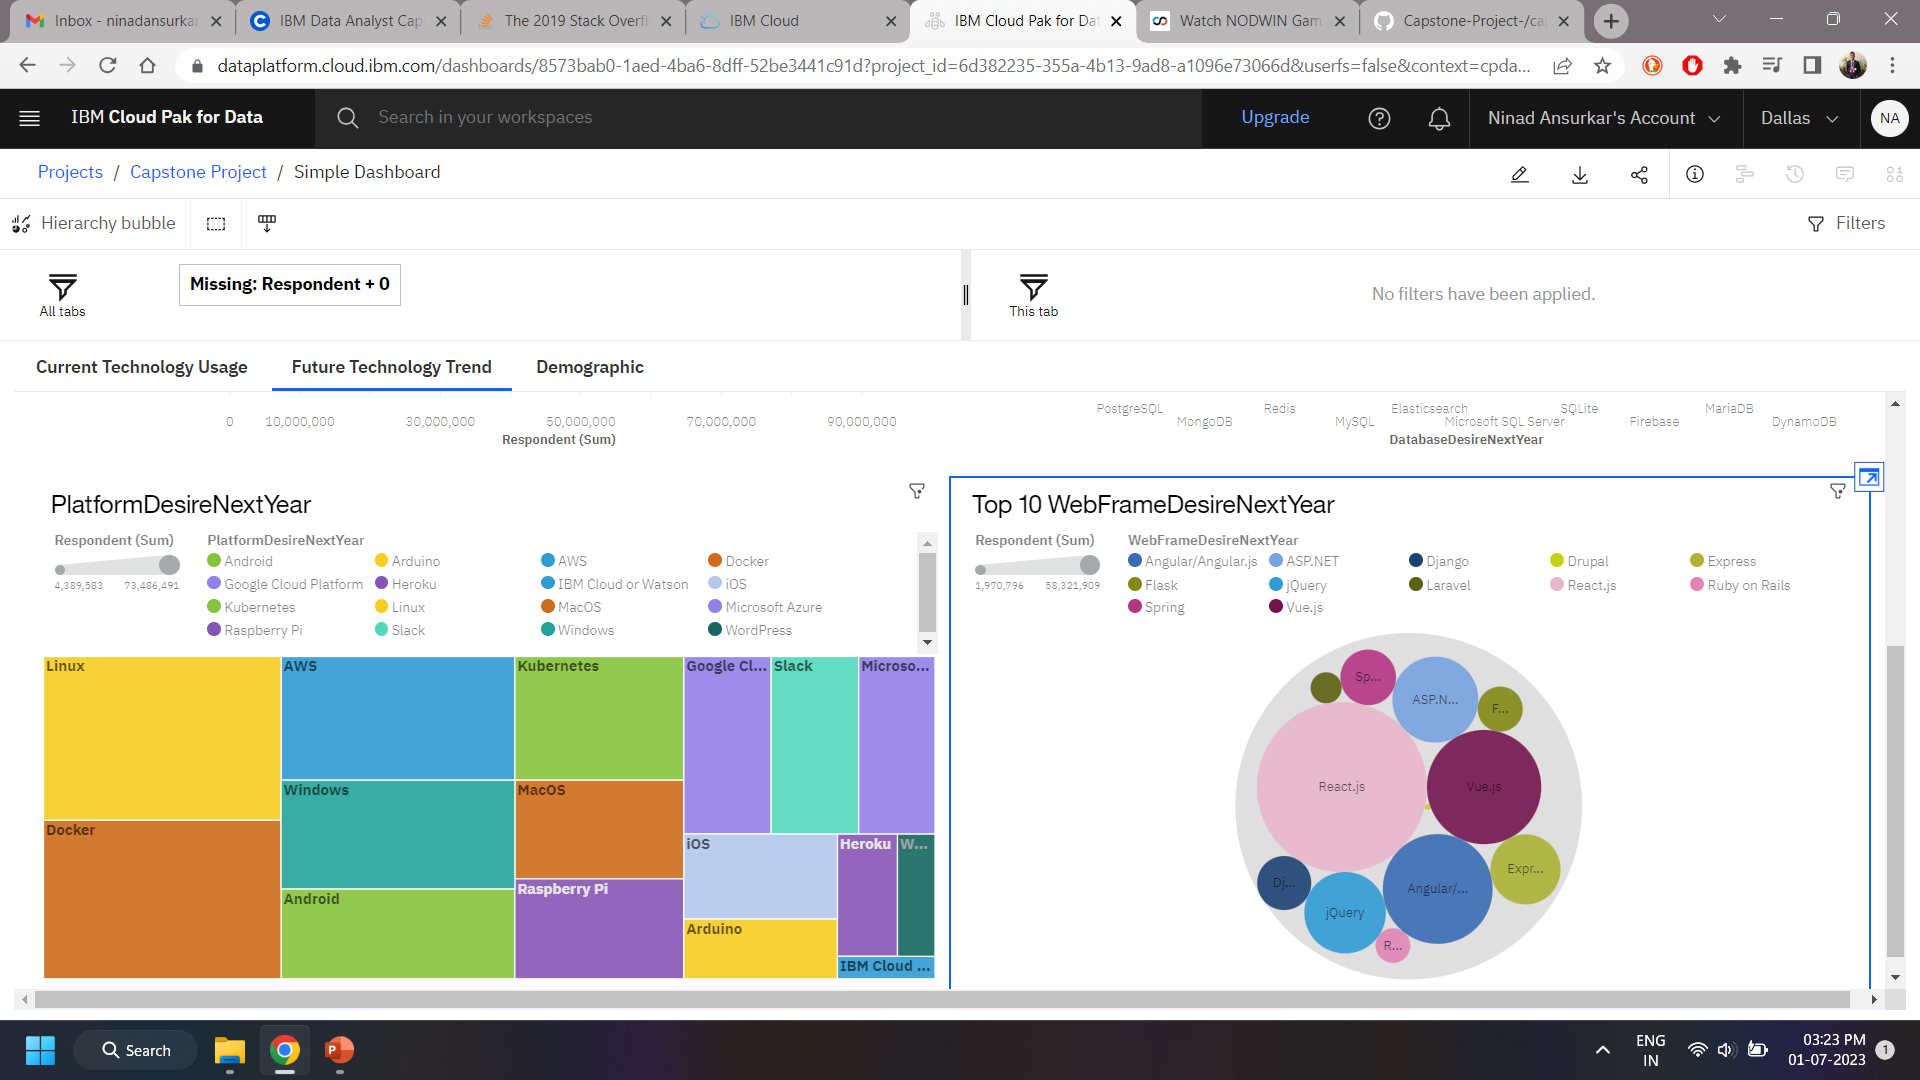 Inbox - ninadansurkar
IBM Data Analyst Cap
The 2019 Stack Overfl
IBM Cloud
IBM Cloud Pak for Dat
Watch NODWIN Gam
Capstone-Project-/ca
dataplatform.cloud.ibm.com/dashboards/8573bab0-1aed-4ba6-8dff-52be3441c91d?project_id=6d382235-355a-4b13-9ad8-a1096e73066d&userfs=false&context=cpda...
IBM Cloud Pak for Data
Search in your workspaces
Upgrade
Ninad Ansurkar's Account
Dallas
NA
Projects / Capstone Project / Simple Dashboard
Hierarchy bubble
Filters
All tabs
Missing: Respondent + 0
This tab
No filters have been applied.
Current Technology Usage
Future Technology Trend
Demographic
0 10,000,000 30,000,000 50,000,000 70,000,000 90,000,000
Respondent (Sum)
PostgreSQL Redis Elasticsearch SQLite MariaDB
MongoDB MySQL Microsoft SQL Server Firebase DynamoDB
DatabaseDesireNextYear
PlatformDesireNextYear
Respondent (Sum)
4,389,583 73,486,491
PlatformDesireNextYear
Android Arduino AWS Docker
Google Cloud Platform Heroku IBM Cloud or Watson iOS
Kubernetes Linux MacOS Microsoft Azure
Raspberry Pi Slack Windows WordPress
Linux
AWS
Kubernetes
Google Cl...
Slack
Microso...
Windows
MacOS
Docker
iOS
Heroku
W...
Raspberry Pi
Android
Arduino
IBM Cloud ...
Top 10 WebFrameDesireNextYear
Respondent (Sum)
1,970,796 58,321,909
WebFrameDesireNextYear
Angular/Angular.js ASP.NET Django Drupal Express
Flask jQuery Laravel React.js Ruby on Rails
Spring Vue.js
Sp...
ASP.N...
F...
React.js
Vue.js
Expr...
Dj...
Angular/...
jQuery
R...
Search
P
ENG
IN
03:23 PM
01-07-2023
1